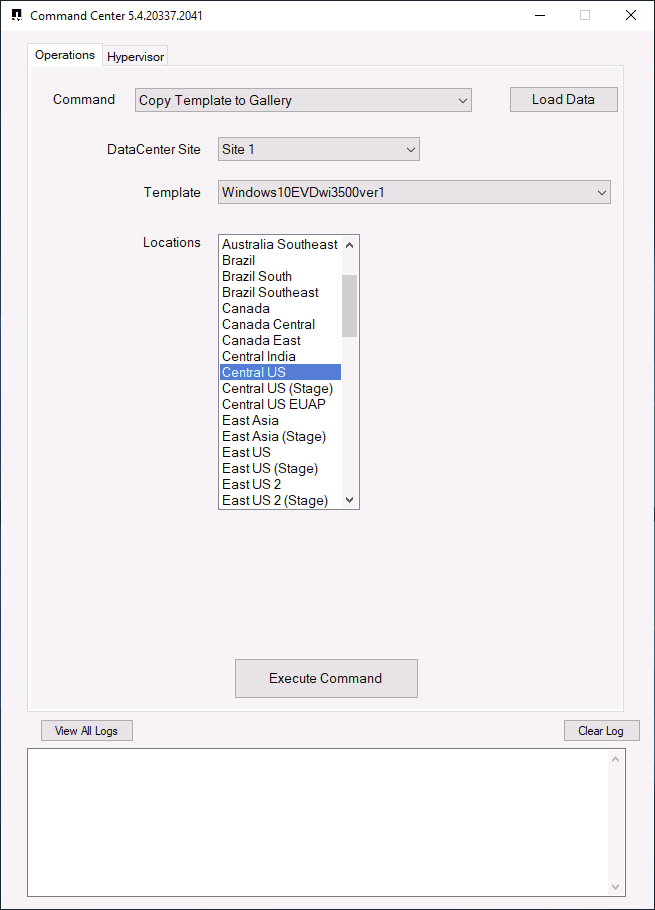 Command Center 5.4.20337.2041
Operations Hypervisor
Command Copy Template to Gallery Load Data
DataCenter Site Site 1
Template Windows10EVDwi3500ver1
Locations
Australia Southeast
Brazil
Brazil South
Brazil Southeast
Canada
Canada Central
Canada East
Central India
Central US
Central US (Stage)
Central US EUAP
East Asia
East Asia (Stage)
East US
East US (Stage)
East US 2
East US 2 (Stage)
Execute Command
View All Logs Clear Log